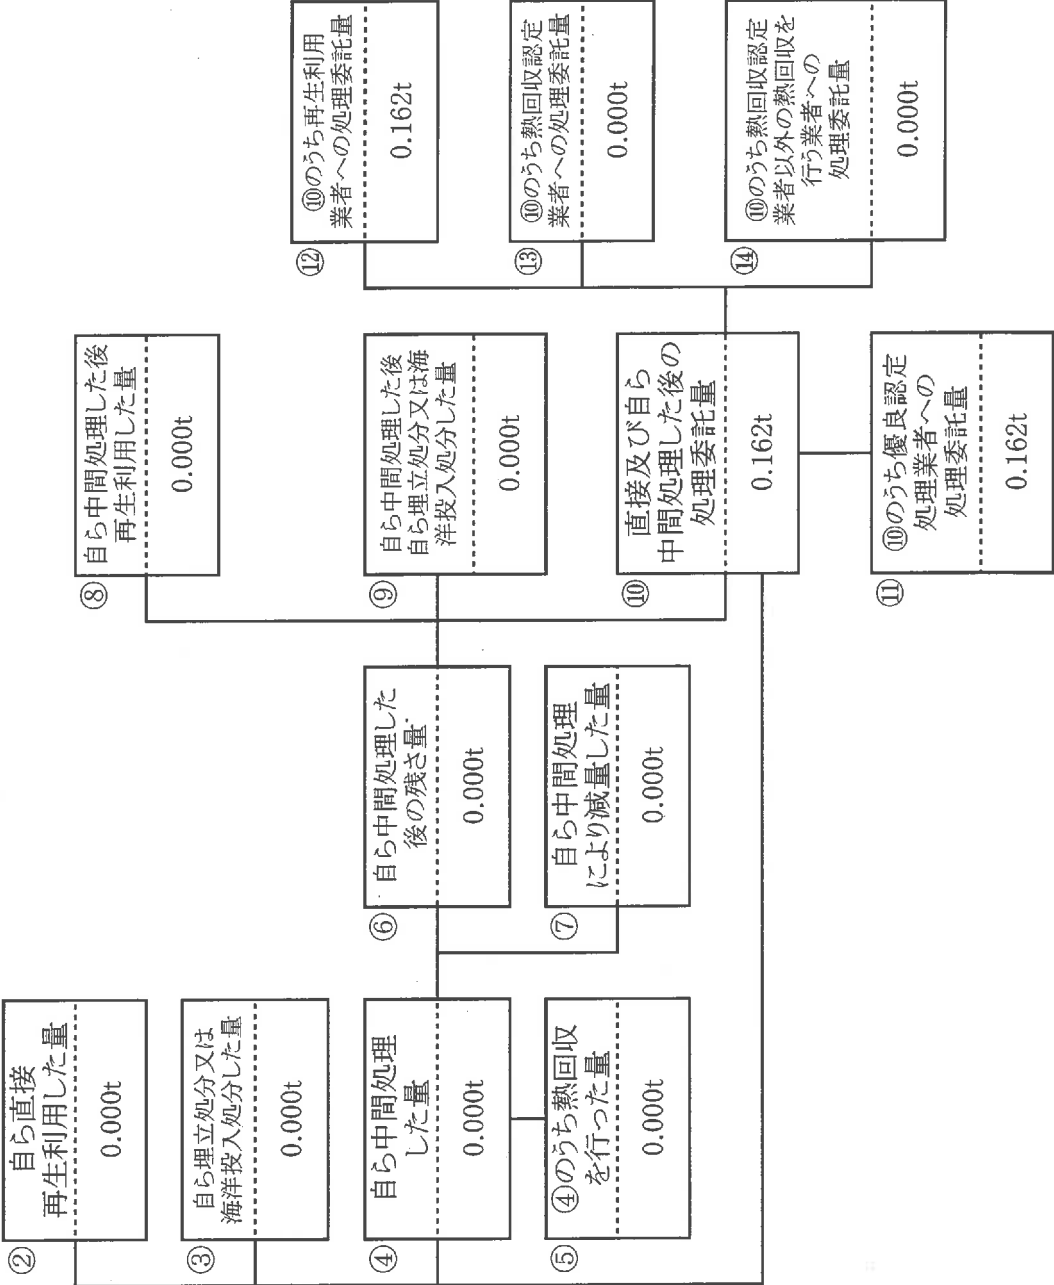 ②
自ら直接
再生利用した量
0.000t
③
自ら埋立処分又は
海洋投入処分した量
0.000t
④
自ら中間処理
した量
0.000t
⑤
④のうち熱回収
を行った量
0.000t
⑥
自ら中間処理した
後の残さ量
0.000t
⑦
自ら中間処理
により減量した量
0.000t
⑧
自ら中間処理した後
再生利用した量
0.000t
⑨
自ら中間処理した後
自ら埋立処分又は海
洋投入処分した量
0.000t
⑩
直接及び自ら
中間処理した後の
処理委託量
0.162t
⑪
⑩のうち優良認定
処理業者への
処理委託量
0.162t
⑫
⑩のうち再生利用
業者への処理委託量
0.162t
⑬
⑩のうち熱回収認定
業者への処理委託量
0.000t
⑭
⑩のうち熱回収認定
業者以外の熱回収を
行う業者への
処理委託量
0.000t